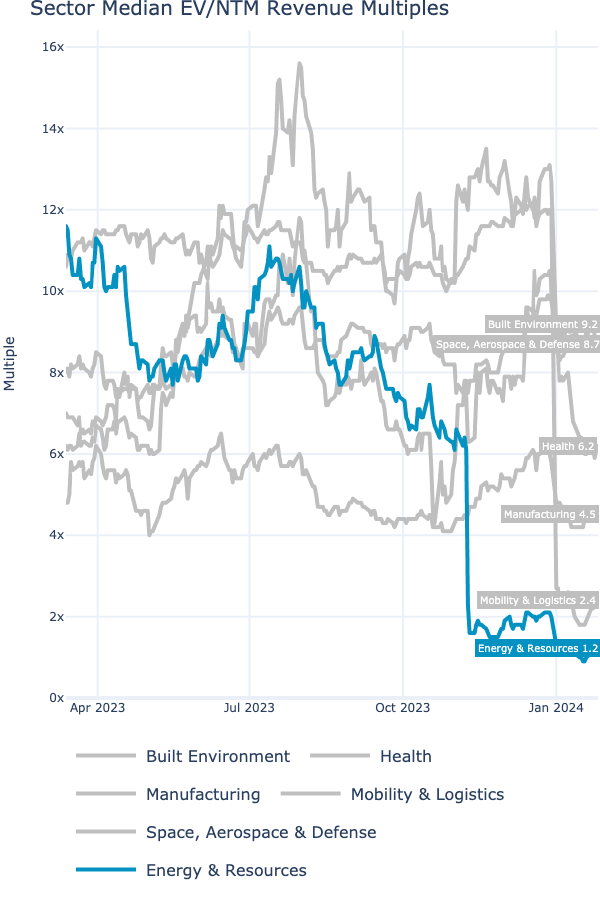 Sector Median EV/NTM Revenue Multiples
Multiple
16x
14x
12x
10x
8x
6x
4x
2x
0x
Built Environment 9.2
Space, Aerospace & Defense 8.7
Health 6.2
Manufacturing 4.5
Mobility & Logistics 2.4
Energy & Resources 1.2
Apr 2023 Jul 2023 Oct 2023 Jan 2024
Built Environment Health
Manufacturing Mobility & Logistics
Space, Aerospace & Defense
Energy & Resources